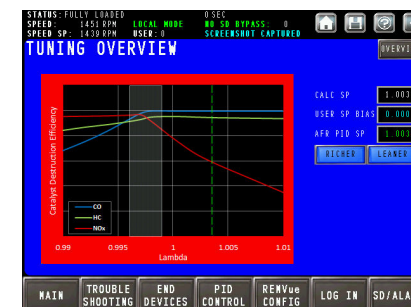 STATUS: FULLY LOADED 0 SEC
SPEED: 1451 RPM LOCAL MODE NO SD BYPASS: 0
SPEED SP: 1439 RPM USER: 0 SCREENSHOT CAPTURED
TUNING OVERVIEW
OVERVI
Catalyst Destruction Efficiency
CO
HC
NOx
0.99 0.995 1 1.005 1.01
Lambda
CALC SP 1.003
USER SP BIAS 0.000
AFR PID SP 1.003
RICHER LEANER
MAIN
TROUBLE SHOOTING
END DEVICES
PID CONTROL
REMVue CONFIG
LOG IN
SD/ALA